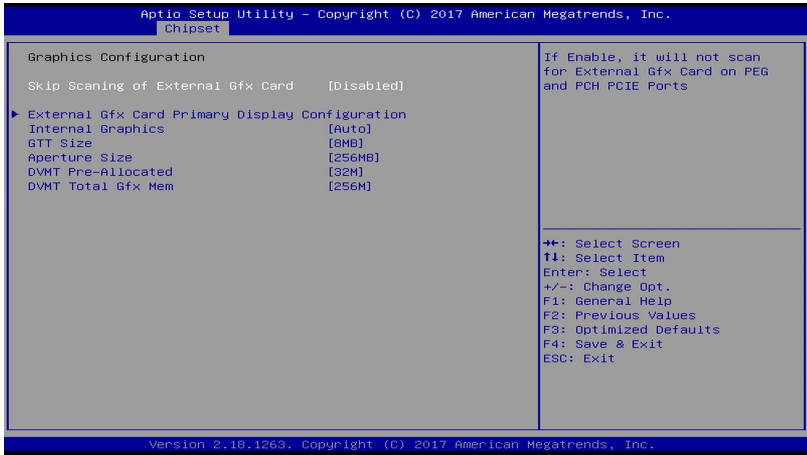 Aptio Setup Utility – Copyright (C) 2017 American Megatrends, Inc.
Chipset
Graphics Configuration
Skip Scaning of External Gfx Card [Disabled]
▶ External Gfx Card Primary Display Configuration
Internal Graphics [Auto]
GTT Size [8MB]
Aperture Size [256MB]
DVMT Pre-Allocated [32M]
DVMT Total Gfx Mem [256M]
If Enable, it will not scan
for External Gfx Card on PEG
and PCH PCIE Ports
→←: Select Screen
↑↓: Select Item
Enter: Select
+/-: Change Opt.
F1: General Help
F2: Previous Values
F3: Optimized Defaults
F4: Save & Exit
ESC: Exit
Version 2.18.1263. Copyright (C) 2017 American Megatrends, Inc.